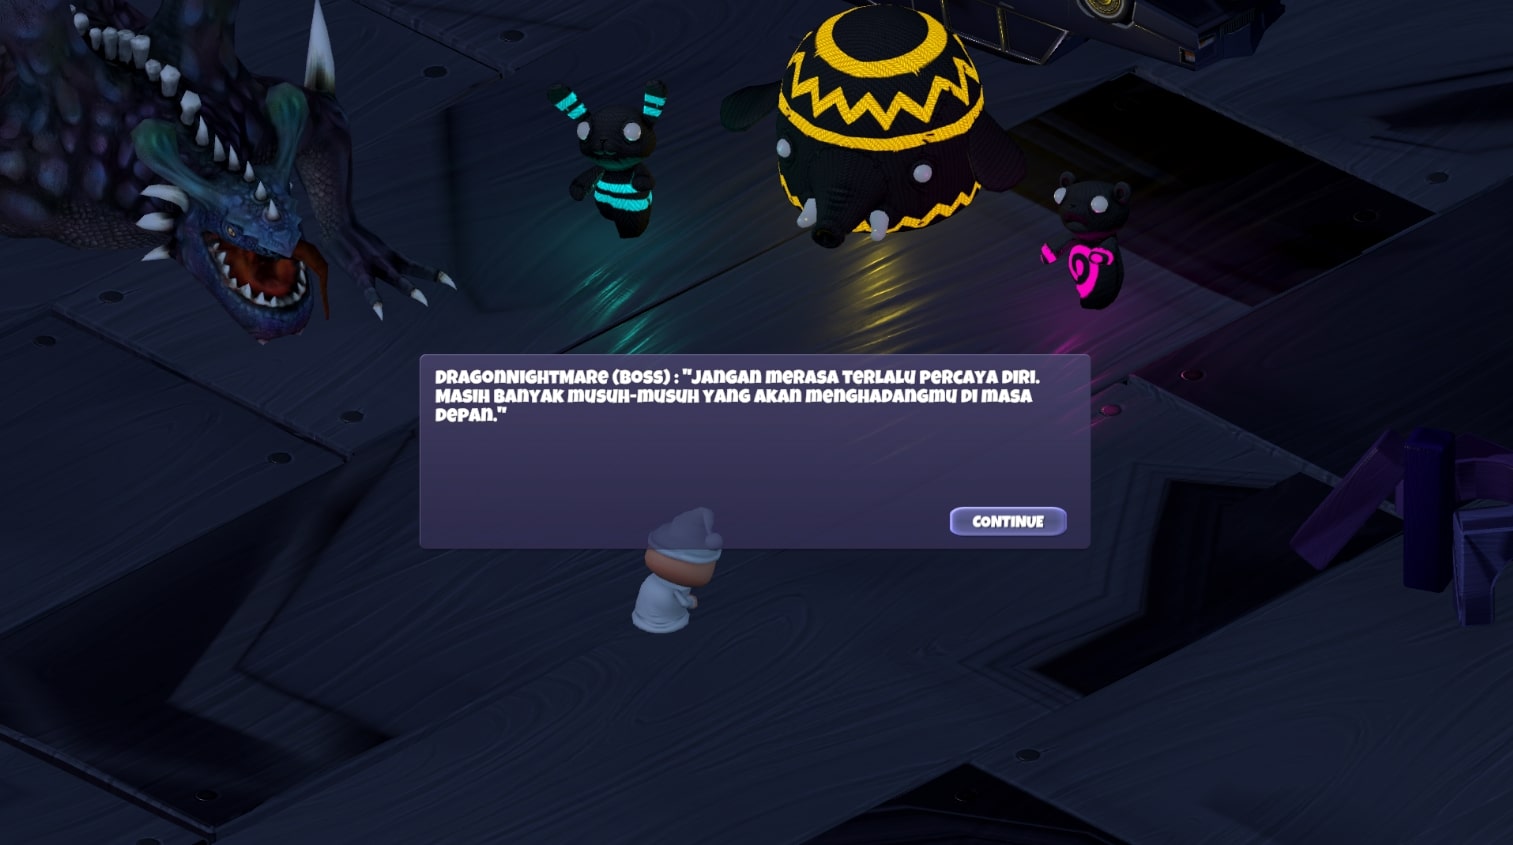 DRAGONNIGHTMARE (BOSS) : "JANGAN MERASA TERLALU PERCAYA DIRI.
MASIH BANYAK MUSUH-MUSUH YANG AKAN MENGHADANGMU DI MASA
DEPAN."
CONTINUE